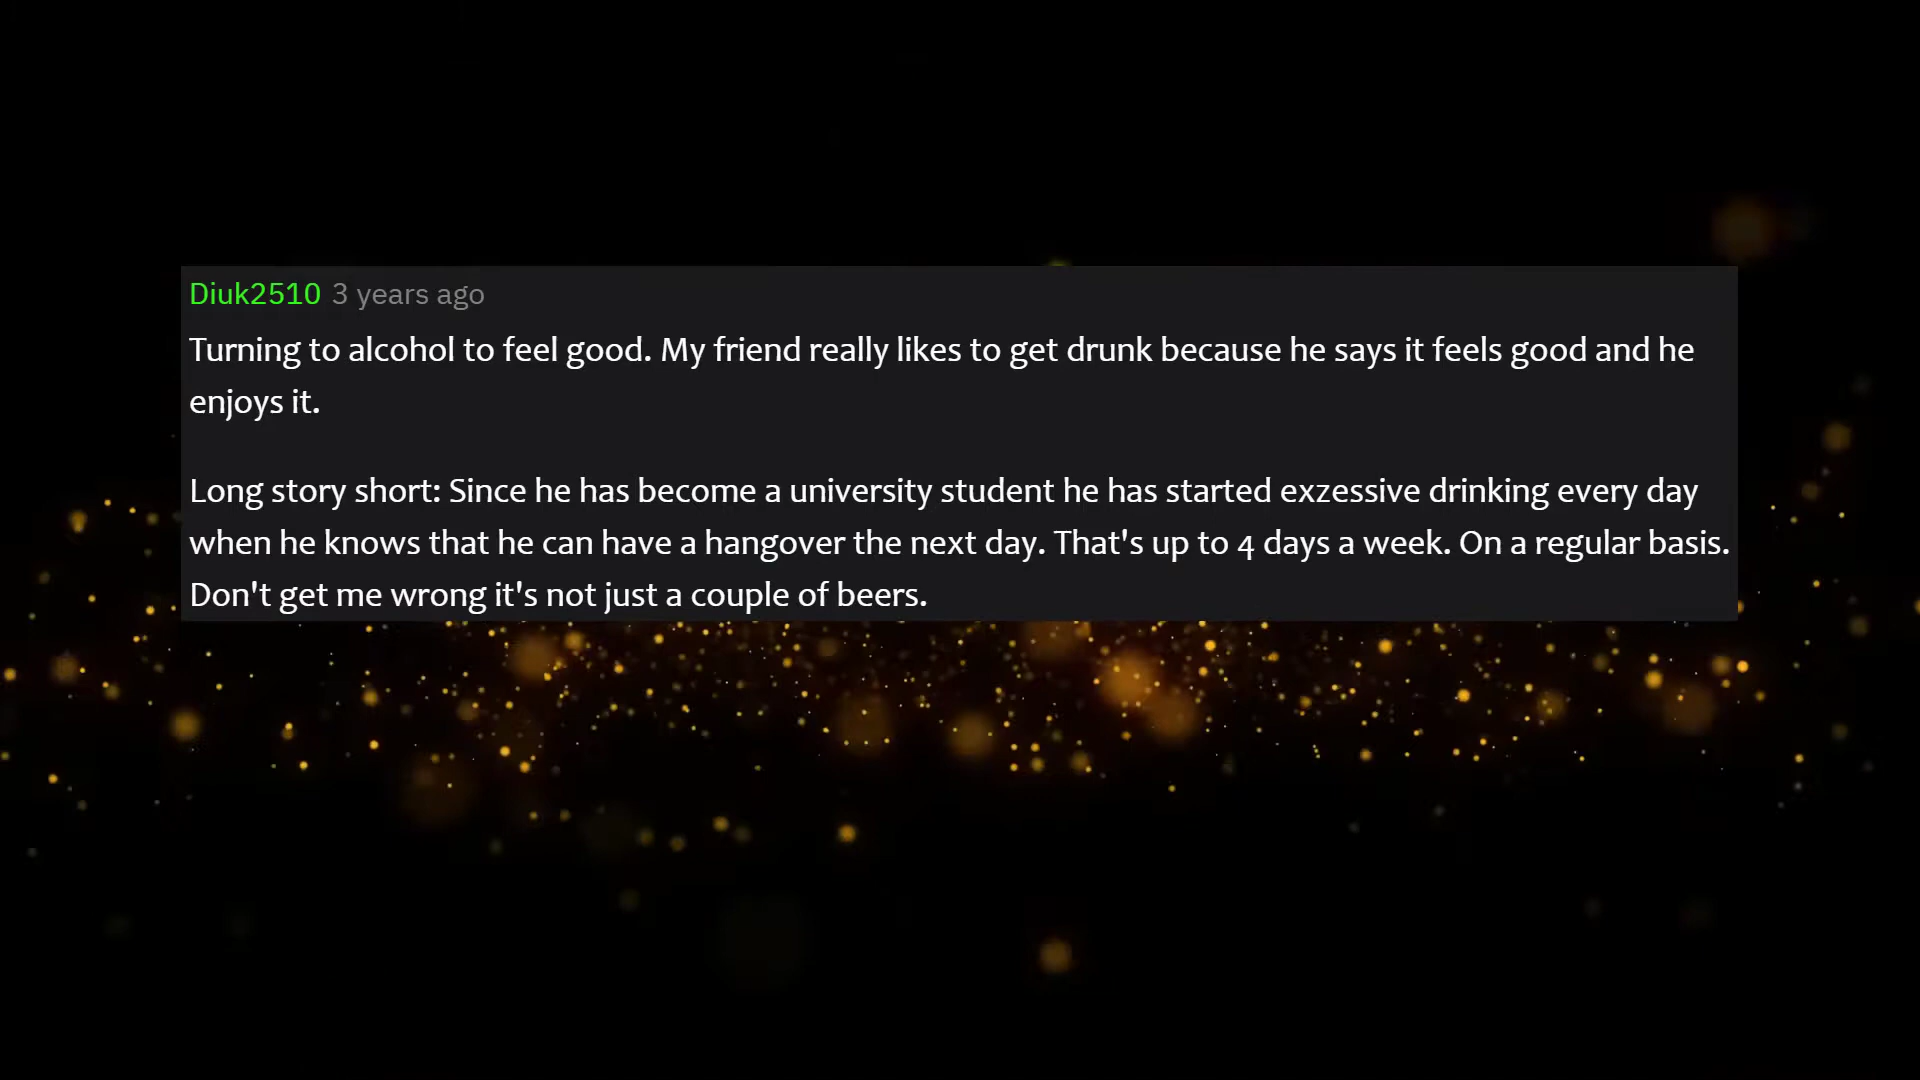 Diuk2510 3 years ago
Turning to alcohol to feel good. My friend really likes to get drunk because he says it feels good and he
enjoys it.
Long story short: Since he has become a university student he has started exzessive drinking every day
when he knows that he can have a hangover the next day. That's up to 4 days a week. On a regular basis.
Don't get me wrong it's not just a couple of beers.